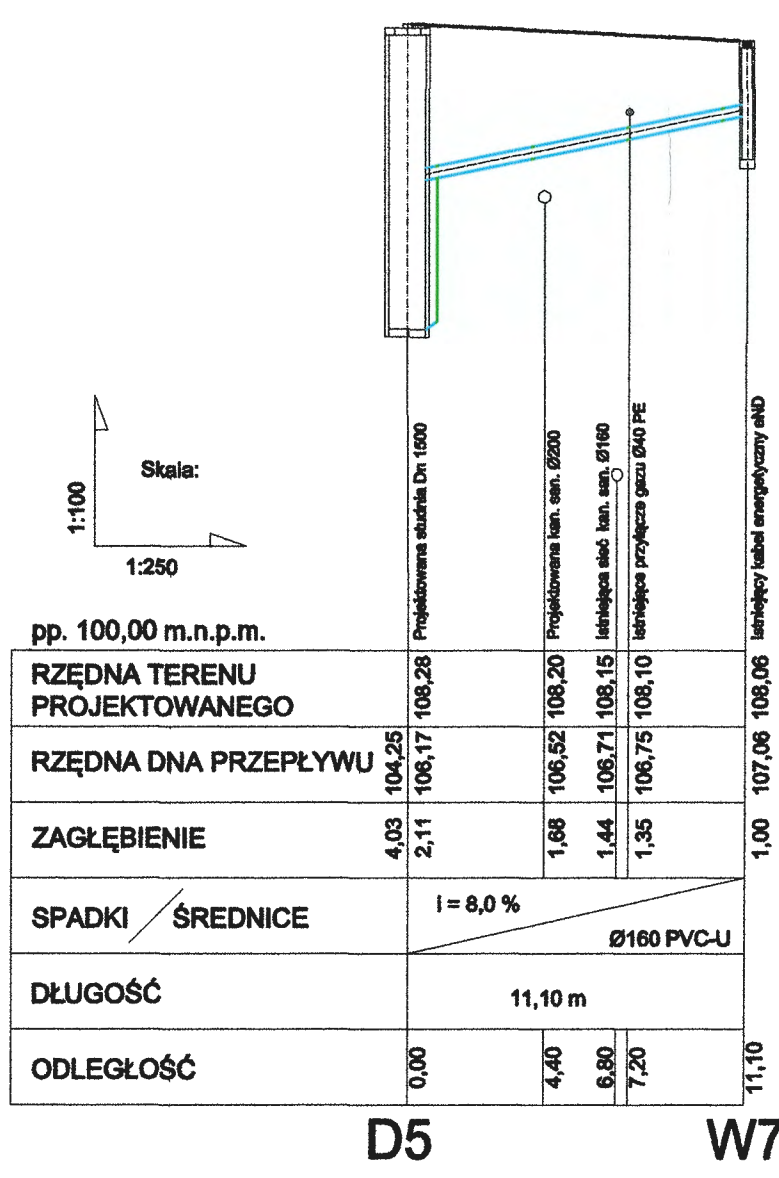 Skala:
1:100
1:250
Projektowana studnia Dn 1500
Projektowana kan. san. Ø200
Istniejąca sieć kan. san. Ø160
Istniejące przyłącze gazu Ø40 PE
Istniejący kabel energetyczny eND
pp. 100,00 m.n.p.m.
RZĘDNA TERENU
PROJEKTOWANEGO
108,28 108,20 108,15 108,10 108,06
RZĘDNA DNA PRZEPŁYWU
104,25 106,17 106,52 106,71 106,75 107,06
ZAGŁĘBIENIE
4,03 2,11 1,68 1,44 1,35 1,00
SPADKI / ŚREDNICE
i = 8,0 %
Ø160 PVC-U
DŁUGOŚĆ
11,10 m
ODLEGŁOŚĆ
0,00 4,40 6,80 7,20 11,10
D5 W7